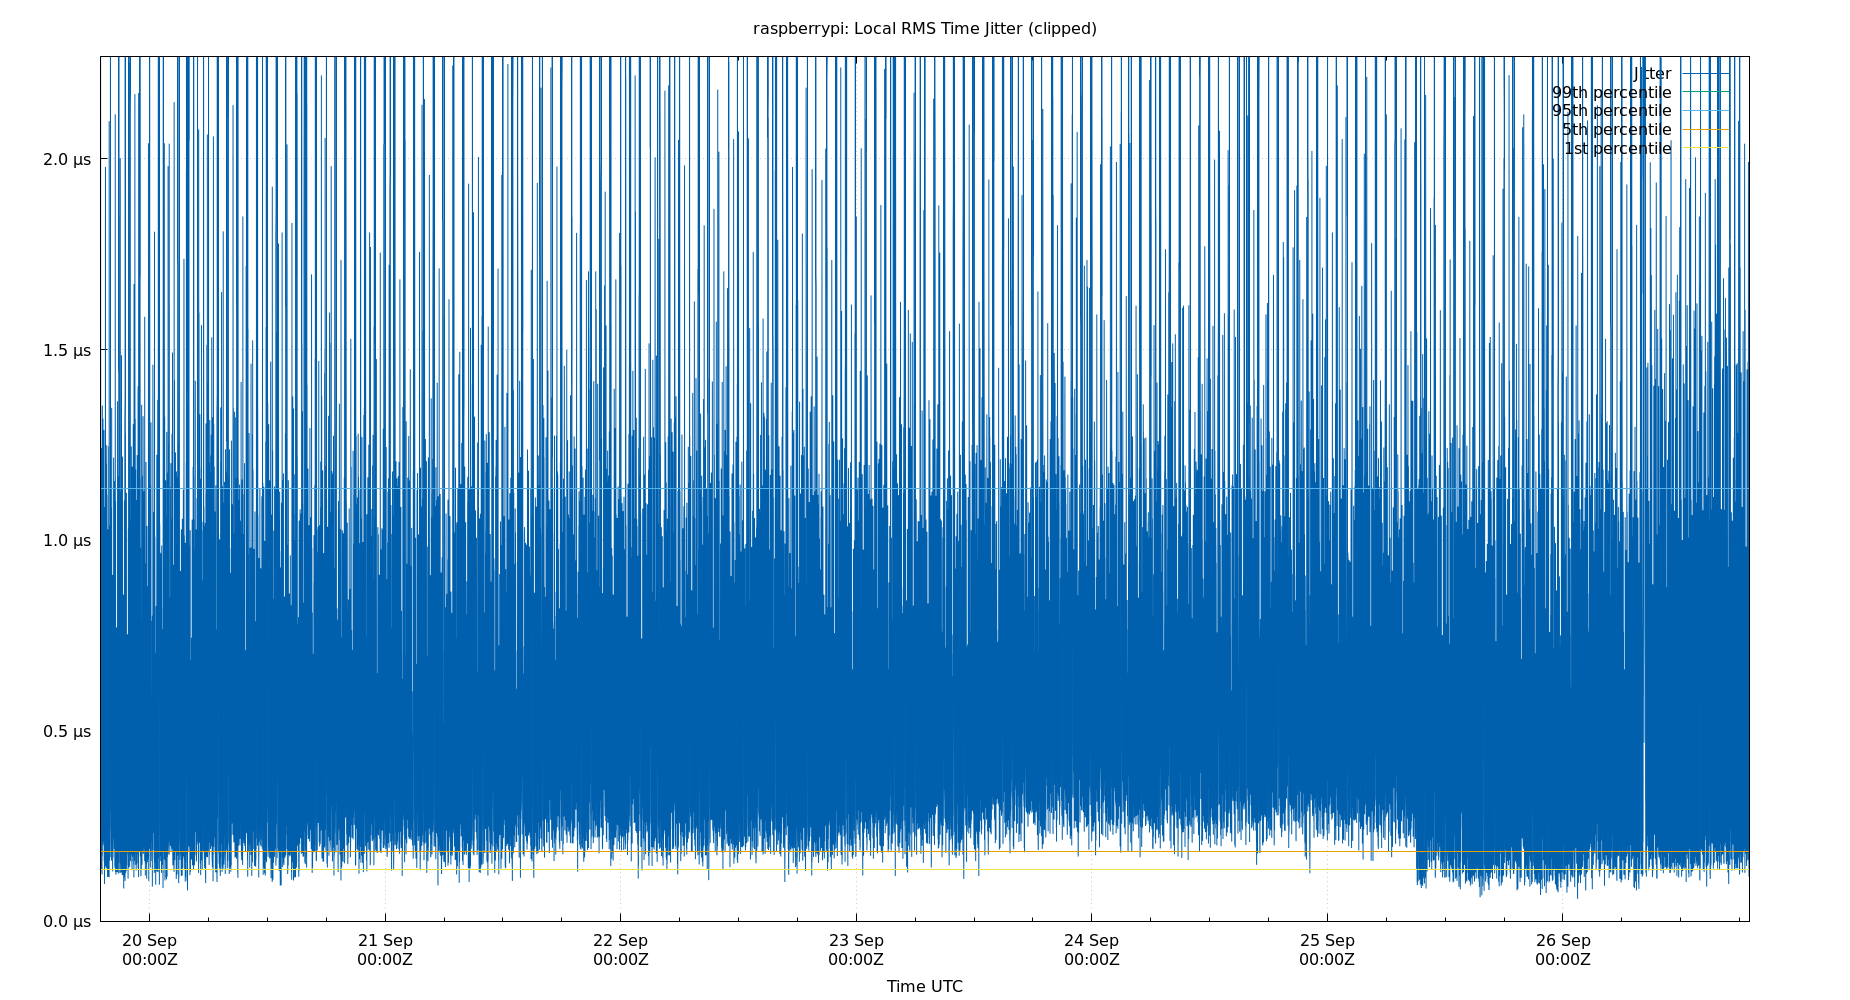 raspberrypi: Local RMS Time Jitter (clipped)
Jitter
99th percentile
95th percentile
5th percentile
1st percentile
2.0 µs
1.5 µs
1.0 µs
0.5 µs
0.0 µs
20 Sep 21 Sep 22 Sep 23 Sep 24 Sep 25 Sep 26 Sep
00:00Z 00:00Z 00:00Z 00:00Z 00:00Z 00:00Z 00:00Z
Time UTC